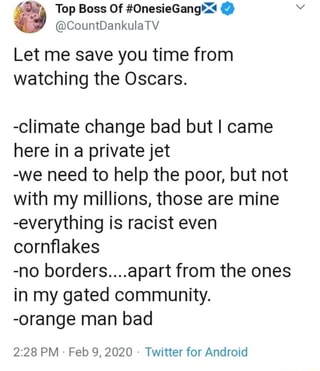 Top Boss Of #OnesieGang
@CountDankulaTV
Let me save you time from
watching the Oscars.
-climate change bad but I came
here in a private jet
-we need to help the poor, but not
with my millions, those are mine
-everything is racist even
cornflakes
-no borders....apart from the ones
in my gated community.
-orange man bad
2:28 PM · Feb 9, 2020 · Twitter for Android